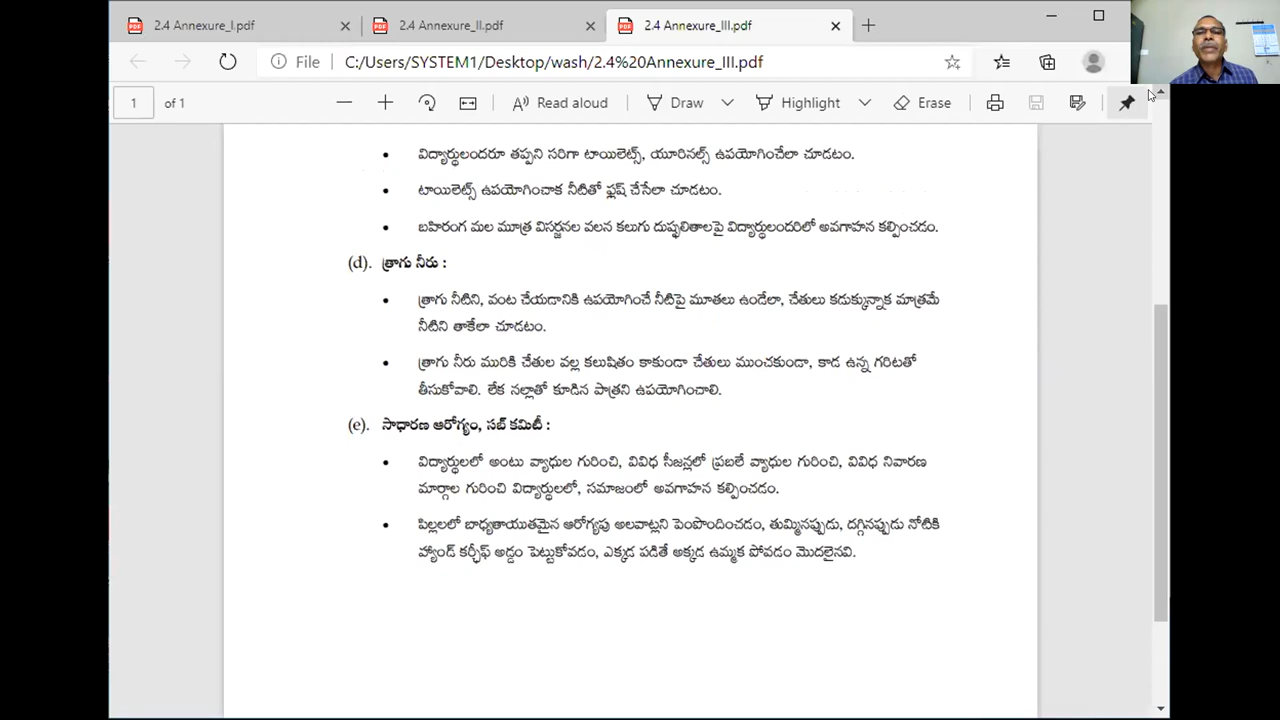 2.4 Annexure_I.pdf
2.4 Annexure_II.pdf
2.4 Annexure_III.pdf
File
C:/Users/SYSTEM1/Desktop/wash/2.4%20Annexure_III.pdf
1 of 1
Read aloud
Draw
Highlight
Erase
• విద్యార్థులందరూ తప్పని సరిగా టాయిలెట్స్, యూరినల్స్ ఉపయోగించేలా చూడటం.
• టాయిలెట్స్ ఉపయోగించాక నీటితో ఫ్లష్ చేసేలా చూడటం.
• బహిరంగ మల మూత్ర విసర్జనల వలన కలుగు దుష్ఫలితాలపై విద్యార్థులందరిలో అవగాహన కల్పించడం.
(d). త్రాగు నీరు :
• త్రాగు నీటిని, వంట చేయడానికి ఉపయోగించే నీటిపై మూతలు ఉండేలా, చేతులు కడుక్కున్నాక మాత్రమే
నీటిని తాకేలా చూడటం.
• త్రాగు నీరు మురికి చేతుల వల్ల కలుషితం కాకుండా చేతులు ముంచకుండా, కాడ ఉన్న గరిటతో
తీసుకోవాలి. లేక నల్లాతో కూడిన పాత్రని ఉపయోగించాలి.
(e). సాధారణ ఆరోగ్యం, సబ్ కమిటీ :
• విద్యార్థులలో అంటు వ్యాధుల గురించి, వివిధ సీజన్లలో ప్రబలే వ్యాధుల గురించి, వివిధ నివారణ
మార్గాల గురించి విద్యార్థులలో, సమాజంలో అవగాహన కల్పించడం.
• పిల్లలలో బాధ్యతాయుతమైన ఆరోగ్యపు అలవాట్లని పెంపొందించడం, తుమ్మినప్పుడు, దగ్గినప్పుడు నోటికి
హ్యాండ్ కర్ఛీఫ్ అడ్డం పెట్టుకోవడం, ఎక్కడ పడితే అక్కడ ఉమ్మక పోవడం మొదలైనవి.